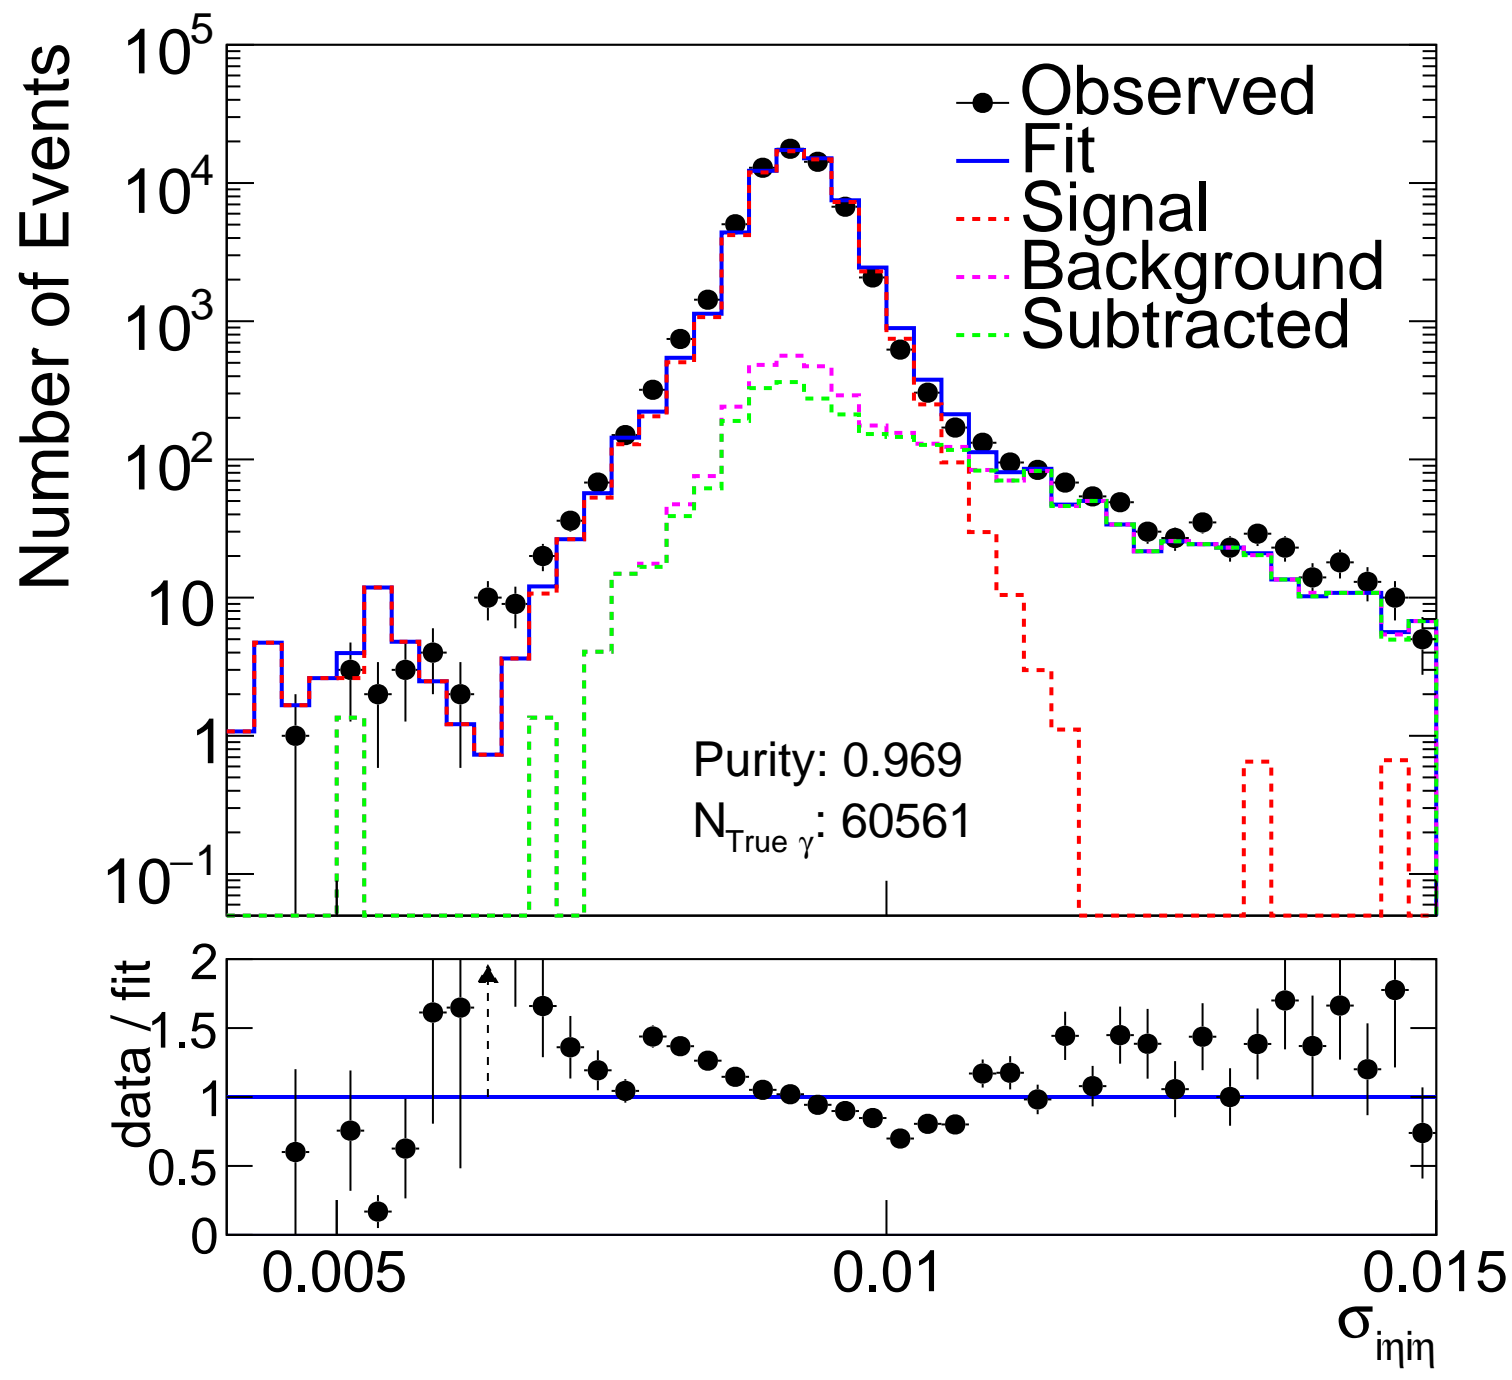 Number of Events
10^5
10^4
10^3
10^2
10
1
10^−1
Observed
Fit
Signal
Background
Subtracted
Purity: 0.969
N_True γ: 60561
data / fit
2
1.5
1
0.5
0
0.005 0.01 0.015
σ_iηiη